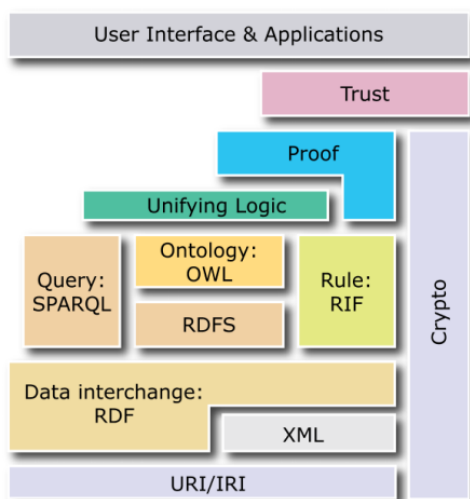 User Interface & Applications
Trust
Proof
Unifying Logic
Query:
SPARQL
Ontology:
OWL
RDFS
Rule:
RIF
Crypto
Data interchange:
RDF
XML
URI/IRI